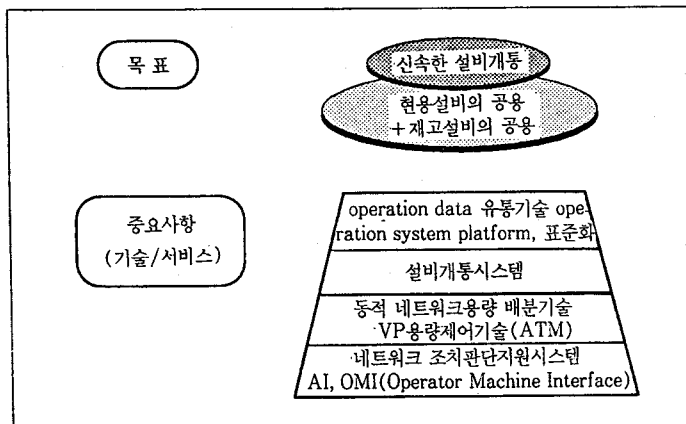 목 표
신속한 설비개통
현용설비의 공용
+재고설비의 공용
중요사항
(기술/서비스)
operation data 유통기술 ope-
ration system platform, 표준화
설비개통시스템
동적 네트워크용량 배분기술
VP용량제어기술(ATM)
네트워크 조치판단지원시스템
AI, OMI(Operator Machine Interface)